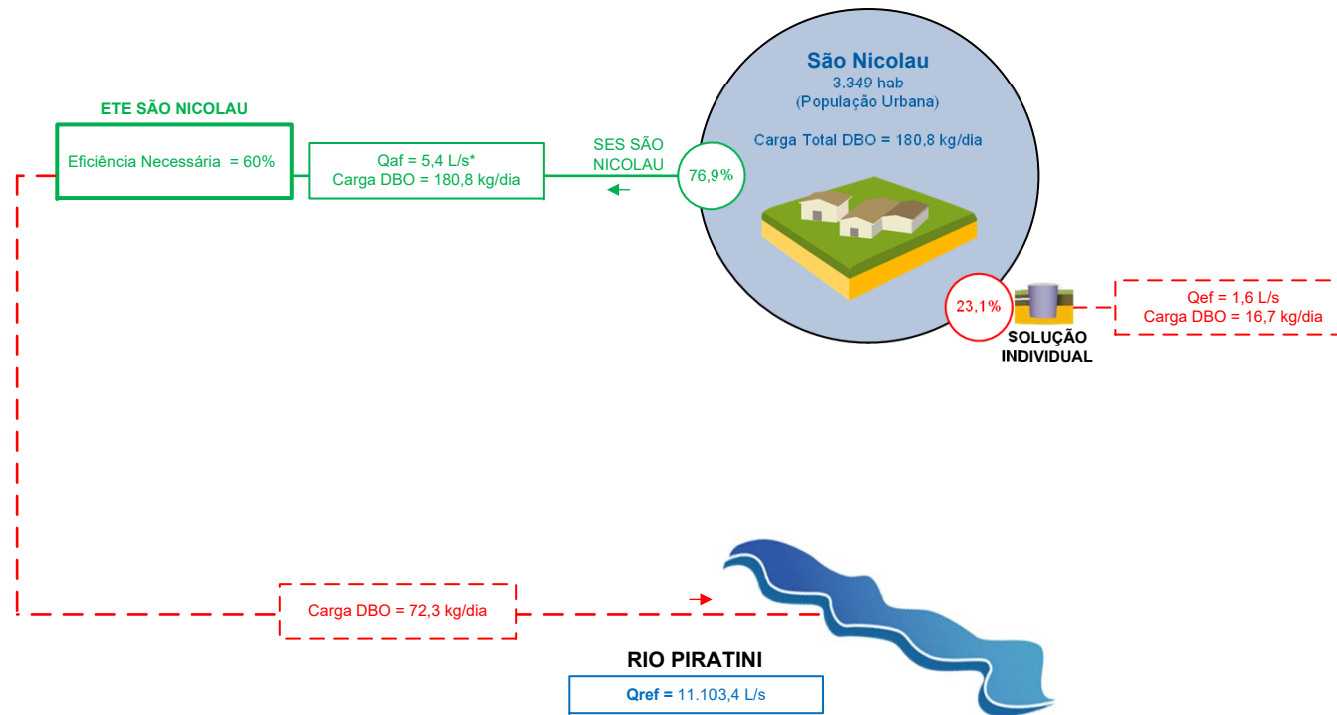 São Nicolau
3.349 hab
(População Urbana)
Carga Total DBO = 180,8 kg/dia
ETE SÃO NICOLAU
Eficiência Necessária = 60%
Qaf = 5,4 L/s*
Carga DBO = 180,8 kg/dia
SES SÃO
NICOLAU
76,9%
23,1%
SOLUÇÃO
INDIVIDUAL
Qef = 1,6 L/s
Carga DBO = 16,7 kg/dia
Carga DBO = 72,3 kg/dia
RIO PIRATINI
Qref = 11.103,4 L/s